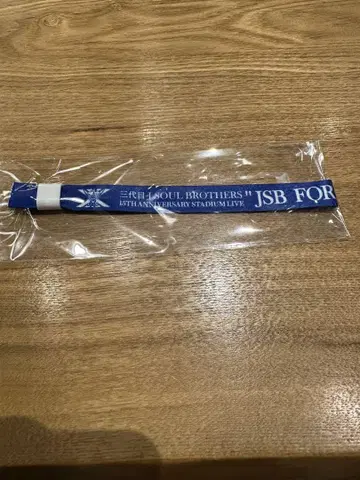 三代目 J SOUL BROTHERS
15TH ANNIVERSARY STADIUM LIVE
"JSB FOR